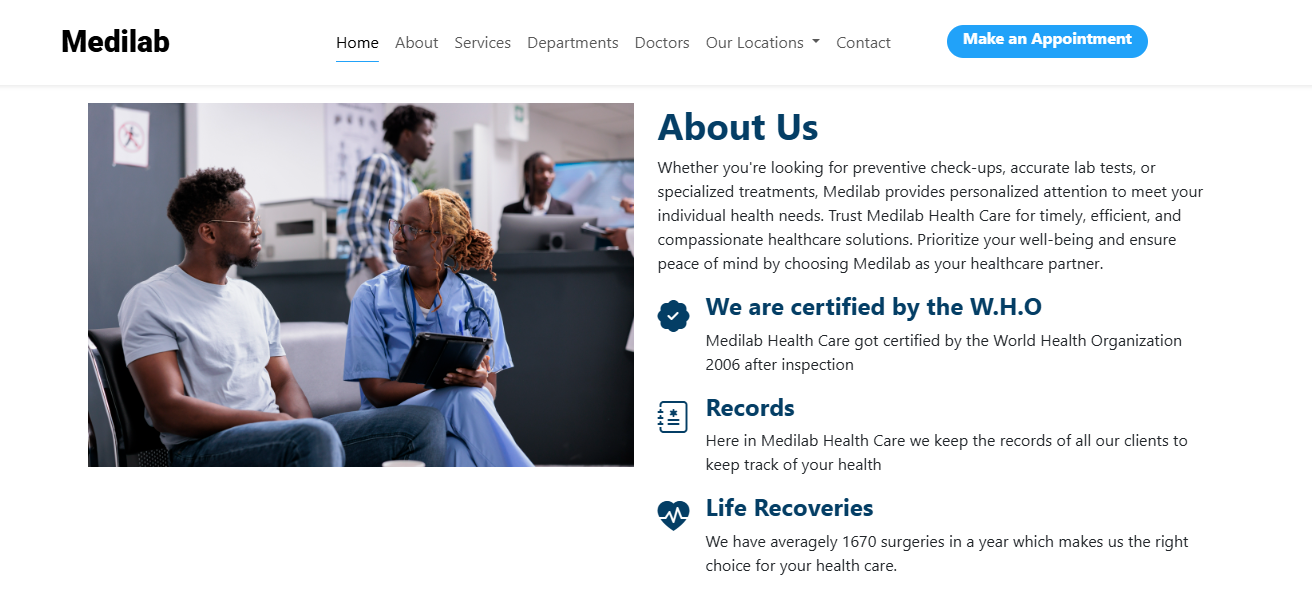 Medilab
Home About Services Departments Doctors Our Locations Contact
Make an Appointment
About Us
Whether you're looking for preventive check-ups, accurate lab tests, or
specialized treatments, Medilab provides personalized attention to meet your
individual health needs. Trust Medilab Health Care for timely, efficient, and
compassionate healthcare solutions. Prioritize your well-being and ensure
peace of mind by choosing Medilab as your healthcare partner.
We are certified by the W.H.O
Medilab Health Care got certified by the World Health Organization
2006 after inspection
Records
Here in Medilab Health Care we keep the records of all our clients to
keep track of your health
Life Recoveries
We have averagely 1670 surgeries in a year which makes us the right
choice for your health care.